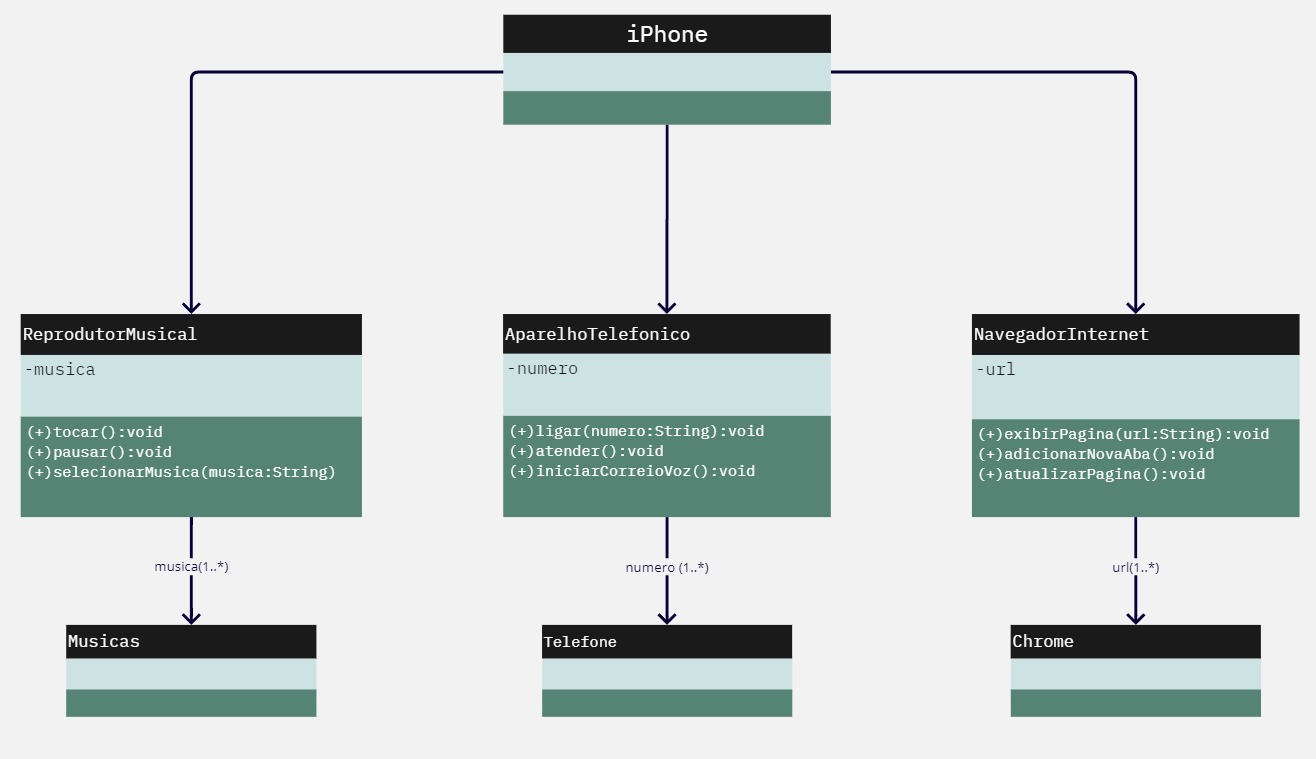 iPhone
ReprodutorMusical
-musica
(+)tocar():void
(+)pausar():void
(+)selecionarMusica(musica:String)
AparelhoTelefonico
-numero
(+)ligar(numero:String):void
(+)atender():void
(+)iniciarCorreioVoz():void
NavegadorInternet
-url
(+)exibirPagina(url:String):void
(+)adicionarNovaAba():void
(+)atualizarPagina():void
musica(1..*)
numero (1..*)
url(1..*)
Musicas
Telefone
Chrome